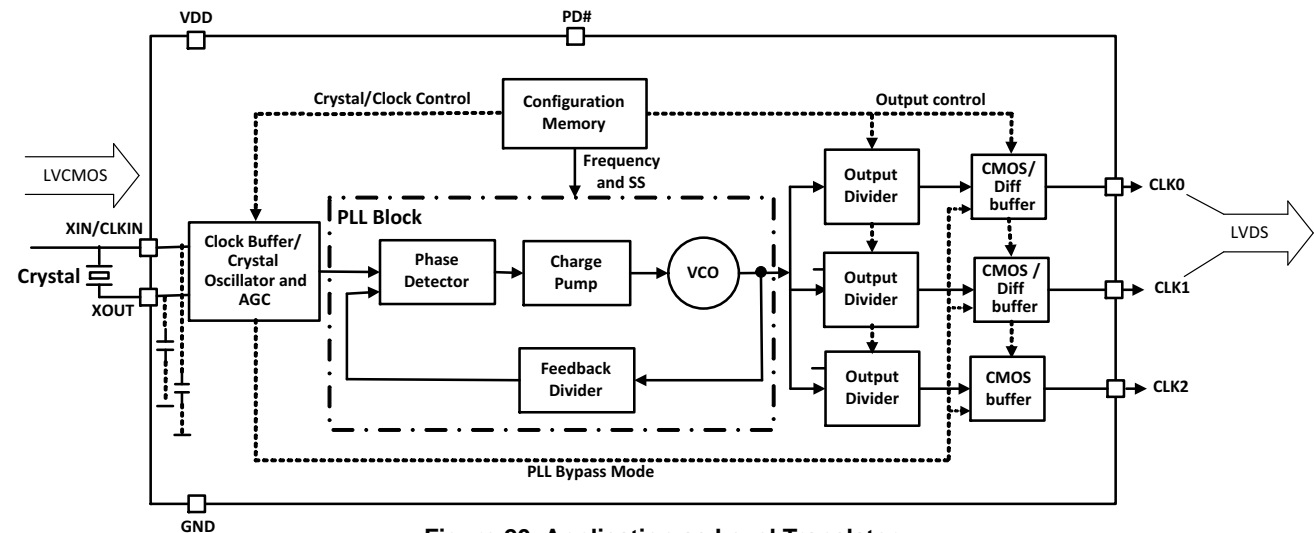 VDD
PD#
Crystal/Clock Control
Configuration
Memory
Output control
Frequency
and SS
LVCMOS
XIN/CLKIN
Crystal
XOUT
Clock Buffer/
Crystal
Oscillator and
AGC
PLL Block
Phase
Detector
Charge
Pump
VCO
Feedback
Divider
Output
Divider
Output
Divider
Output
Divider
CMOS/
Diff
buffer
CMOS /
Diff
buffer
CMOS
buffer
CLK0
CLK1
CLK2
LVDS
PLL Bypass Mode
GND